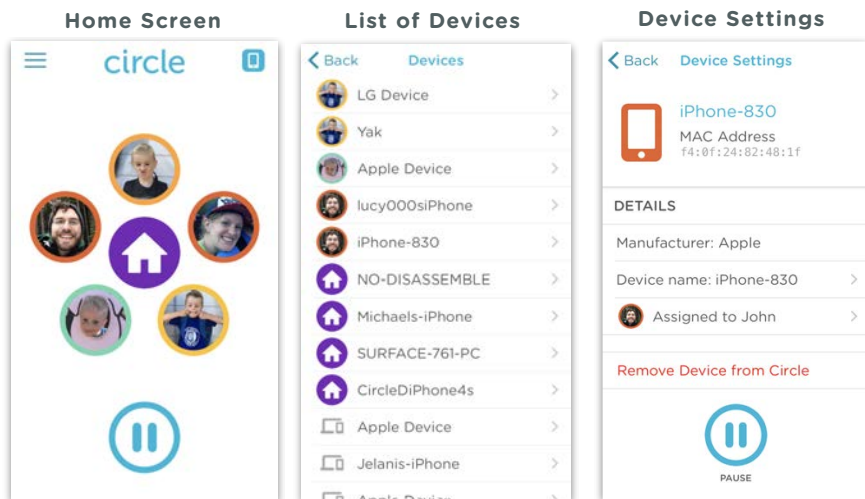 Home Screen
circle
List of Devices
Back Devices
LG Device
Yak
Apple Device
lucy000siPhone
iPhone-830
NO-DISASSEMBLE
Michaels-iPhone
SURFACE-761-PC
CircleDiPhone4s
Apple Device
Jelanis-iPhone
Apple Device
Device Settings
Back Device Settings
iPhone-830
MAC Address
f4:0f:24:82:48:1f
DETAILS
Manufacturer: Apple
Device name: iPhone-830
Assigned to John
Remove Device from Circle
PAUSE